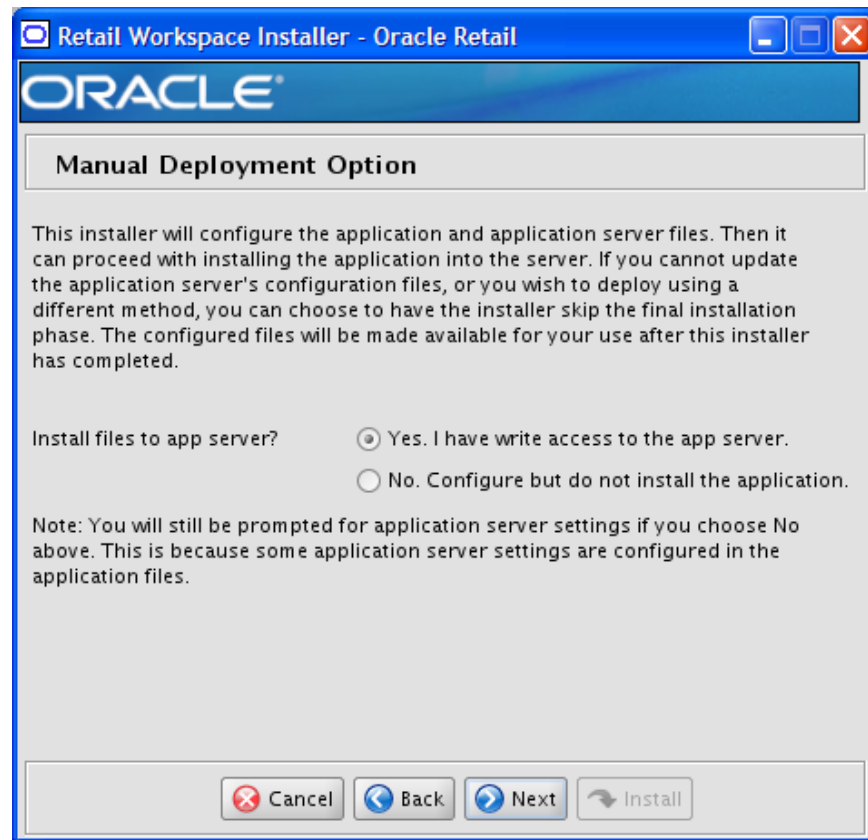 Retail Workspace Installer - Oracle Retail
ORACLE®
Manual Deployment Option
This installer will configure the application and application server files. Then it
can proceed with installing the application into the server. If you cannot update
the application server's configuration files, or you wish to deploy using a
different method, you can choose to have the installer skip the final installation
phase. The configured files will be made available for your use after this installer
has completed.
Install files to app server? Yes. I have write access to the app server.
No. Configure but do not install the application.
Note: You will still be prompted for application server settings if you choose No
above. This is because some application server settings are configured in the
application files.
Cancel Back Next Install